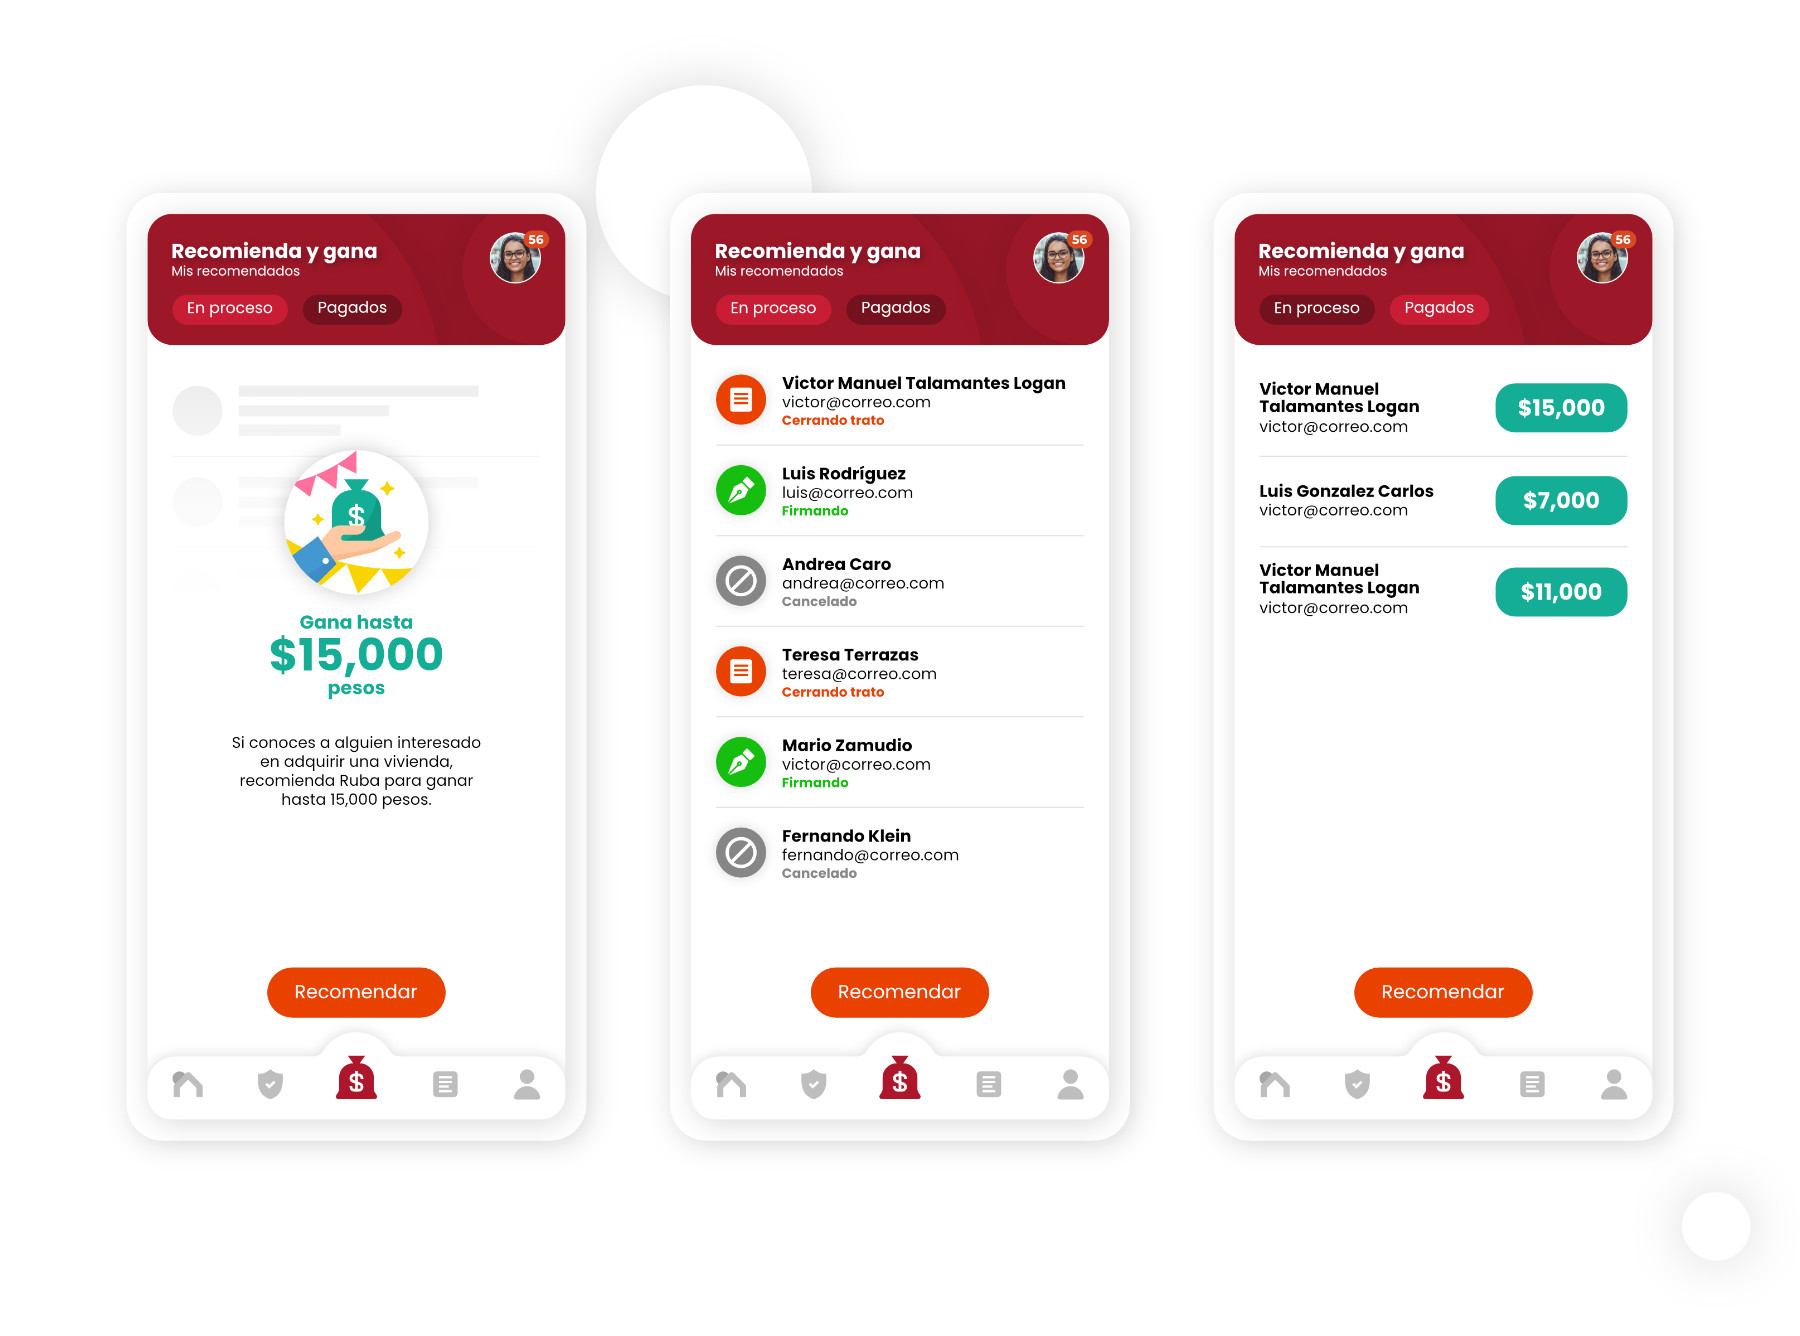 Recomienda y gana
Mis recomendados
56
En proceso
Pagados
$
Gana hasta
$15,000
pesos
Si conoces a alguien interesado
en adquirir una vivienda,
recomienda Ruba para ganar
hasta 15,000 pesos.
Recomendar
$
Recomienda y gana
Mis recomendados
56
En proceso
Pagados
Victor Manuel Talamantes Logan
victor@correo.com
Cerrando trato
Luis Rodríguez
luis@correo.com
Firmando
Andrea Caro
andrea@correo.com
Cancelado
Teresa Terrazas
teresa@correo.com
Cerrando trato
Mario Zamudio
victor@correo.com
Firmando
Fernando Klein
fernando@correo.com
Cancelado
Recomendar
$
Recomienda y gana
Mis recomendados
56
En proceso
Pagados
Victor Manuel
Talamantes Logan
victor@correo.com
$15,000
Luis Gonzalez Carlos
victor@correo.com
$7,000
Victor Manuel
Talamantes Logan
victor@correo.com
$11,000
Recomendar
$